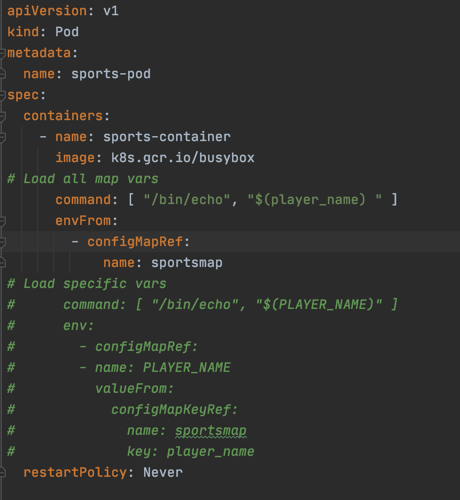 apiVersion: v1
kind: Pod
metadata:
  name: sports-pod
spec:
  containers:
    - name: sports-container
      image: k8s.gcr.io/busybox
# Load all map vars
      command: [ "/bin/echo", "$(player_name) " ]
      envFrom:
        - configMapRef:
            name: sportsmap
# Load specific vars
#      command: [ "/bin/echo", "$(PLAYER_NAME)" ]
#      env:
#        - configMapRef:
#        - name: PLAYER_NAME
#          valueFrom:
#            configMapKeyRef:
#              name: sportsmap
#              key: player_name
  restartPolicy: Never